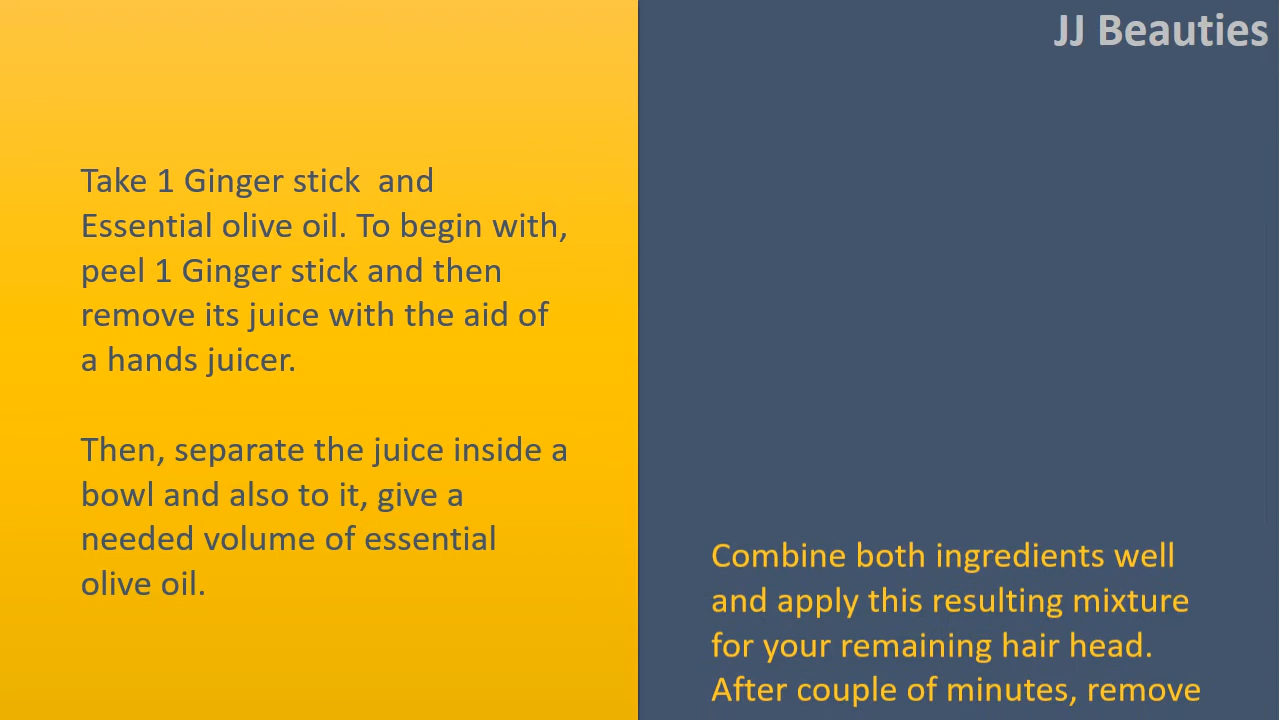 JJ Beauties
Take 1 Ginger stick  and
Essential olive oil. To begin with,
peel 1 Ginger stick and then
remove its juice with the aid of
a hands juicer.
Then, separate the juice inside a
bowl and also to it, give a
needed volume of essential
olive oil.
Combine both ingredients well
and apply this resulting mixture
for your remaining hair head.
After couple of minutes, remove